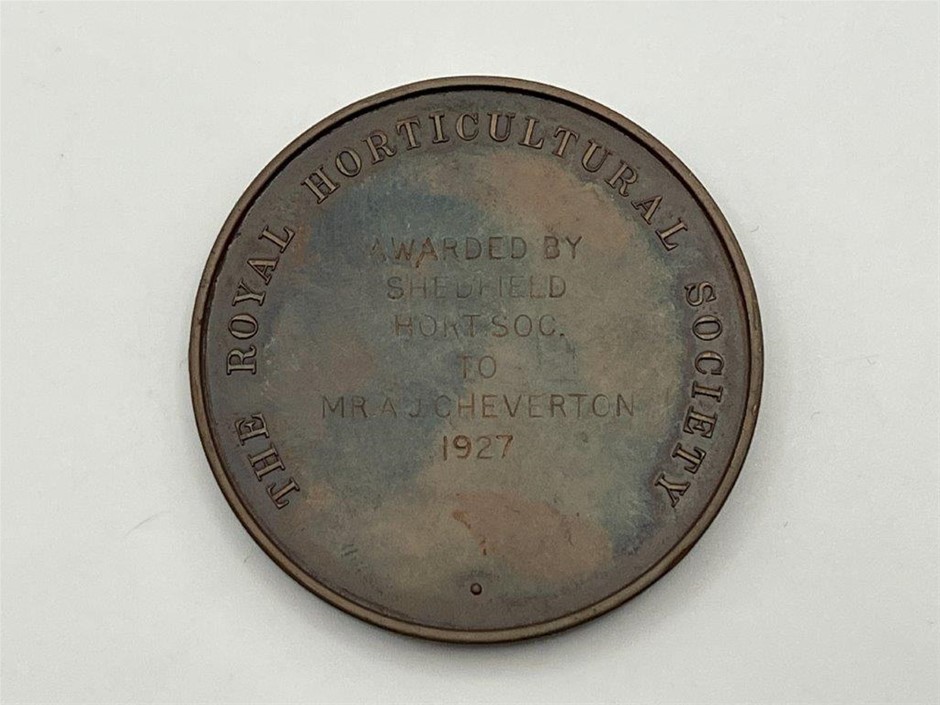 THE ROYAL HORTICULTURAL SOCIETY
AWARDED BY
SHEDFIELD
HORT. SOC.
TO
MR. A. J. CHEVERTON
1927